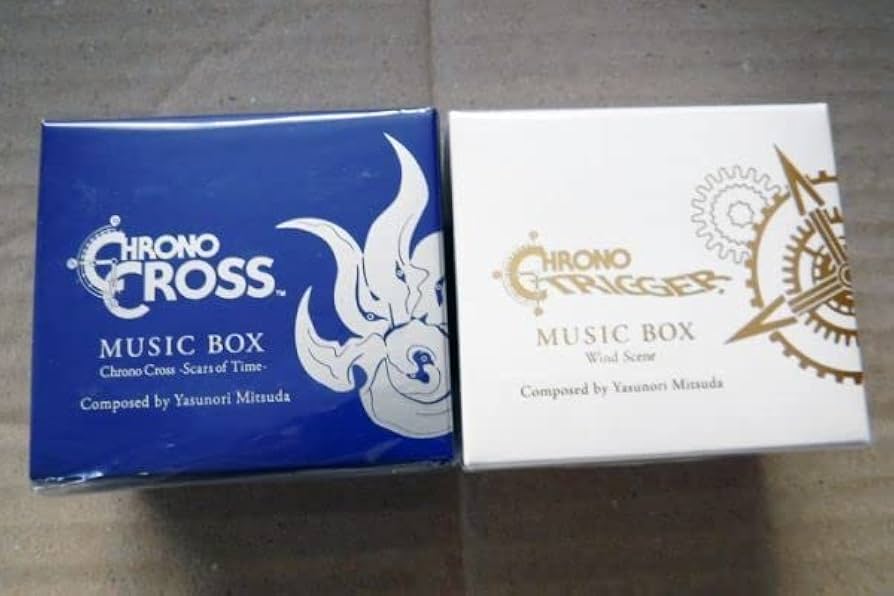 CHRONO
CROSS™
MUSIC BOX
Chrono Cross -Scars of Time-
Composed by Yasunori Mitsuda
CHRONO
TRIGGER
MUSIC BOX
Wind Scene
Composed by Yasunori Mitsuda